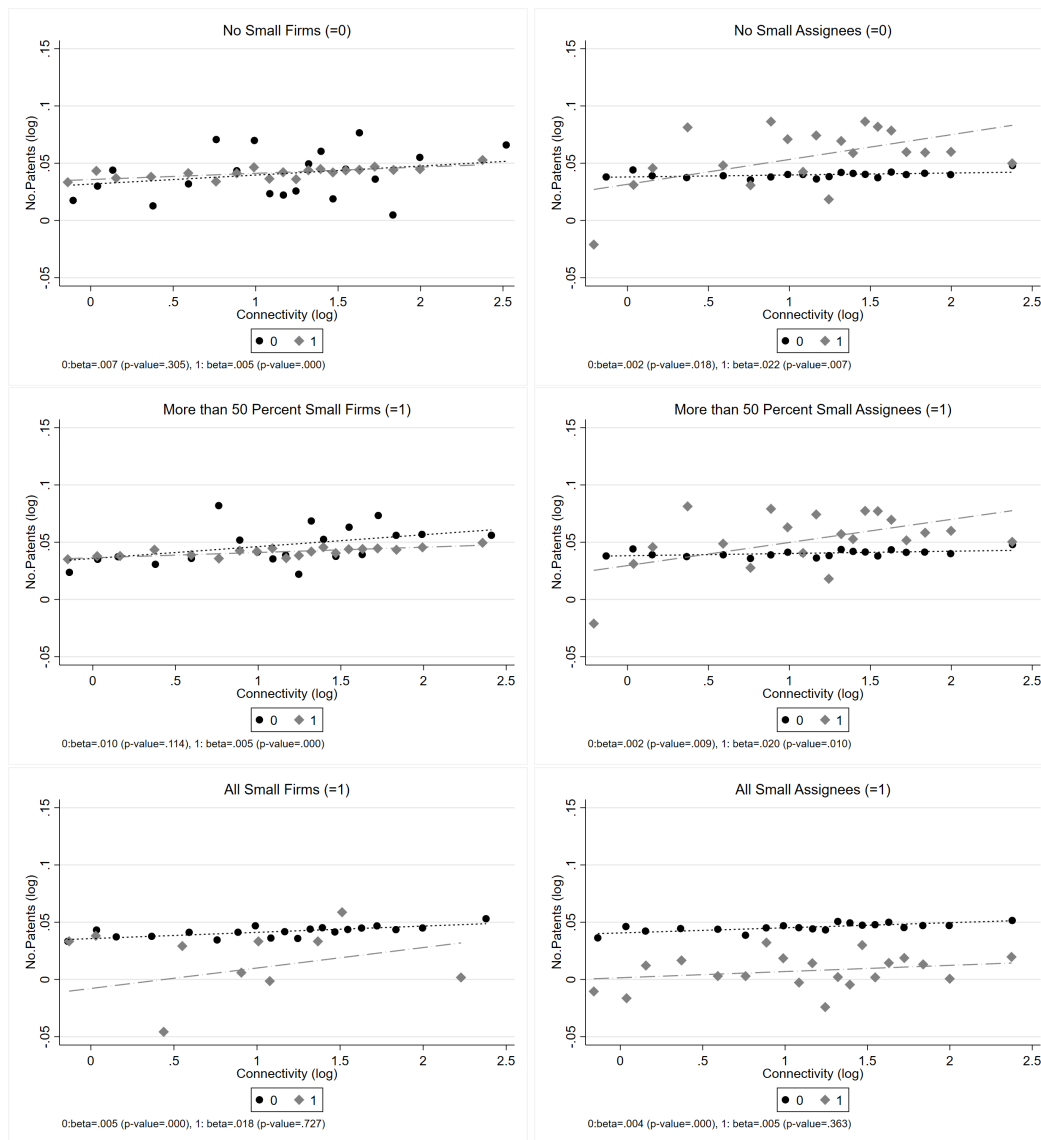 No Small Firms (=0)
No.Patents (log)
.15
.1
.05
0
-.05
0 .5 1 1.5 2 2.5
Connectivity (log)
0 1
0:beta=.007 (p-value=.305), 1: beta=.005 (p-value=.000)
No Small Assignees (=0)
No.Patents (log)
.15
.1
.05
0
-.05
0 .5 1 1.5 2 2.5
Connectivity (log)
0 1
0:beta=.002 (p-value=.018), 1: beta=.022 (p-value=.007)
More than 50 Percent Small Firms (=1)
No.Patents (log)
.15
.1
.05
0
-.05
0 .5 1 1.5 2 2.5
Connectivity (log)
0 1
0:beta=.010 (p-value=.114), 1: beta=.005 (p-value=.000)
More than 50 Percent Small Assignees (=1)
No.Patents (log)
.15
.1
.05
0
-.05
0 .5 1 1.5 2 2.5
Connectivity (log)
0 1
0:beta=.002 (p-value=.009), 1: beta=.020 (p-value=.010)
All Small Firms (=1)
No.Patents (log)
.15
.1
.05
0
-.05
0 .5 1 1.5 2 2.5
Connectivity (log)
0 1
0:beta=.005 (p-value=.000), 1: beta=.018 (p-value=.727)
All Small Assignees (=1)
No.Patents (log)
.15
.1
.05
0
-.05
0 .5 1 1.5 2 2.5
Connectivity (log)
0 1
0:beta=.004 (p-value=.000), 1: beta=.005 (p-value=.363)